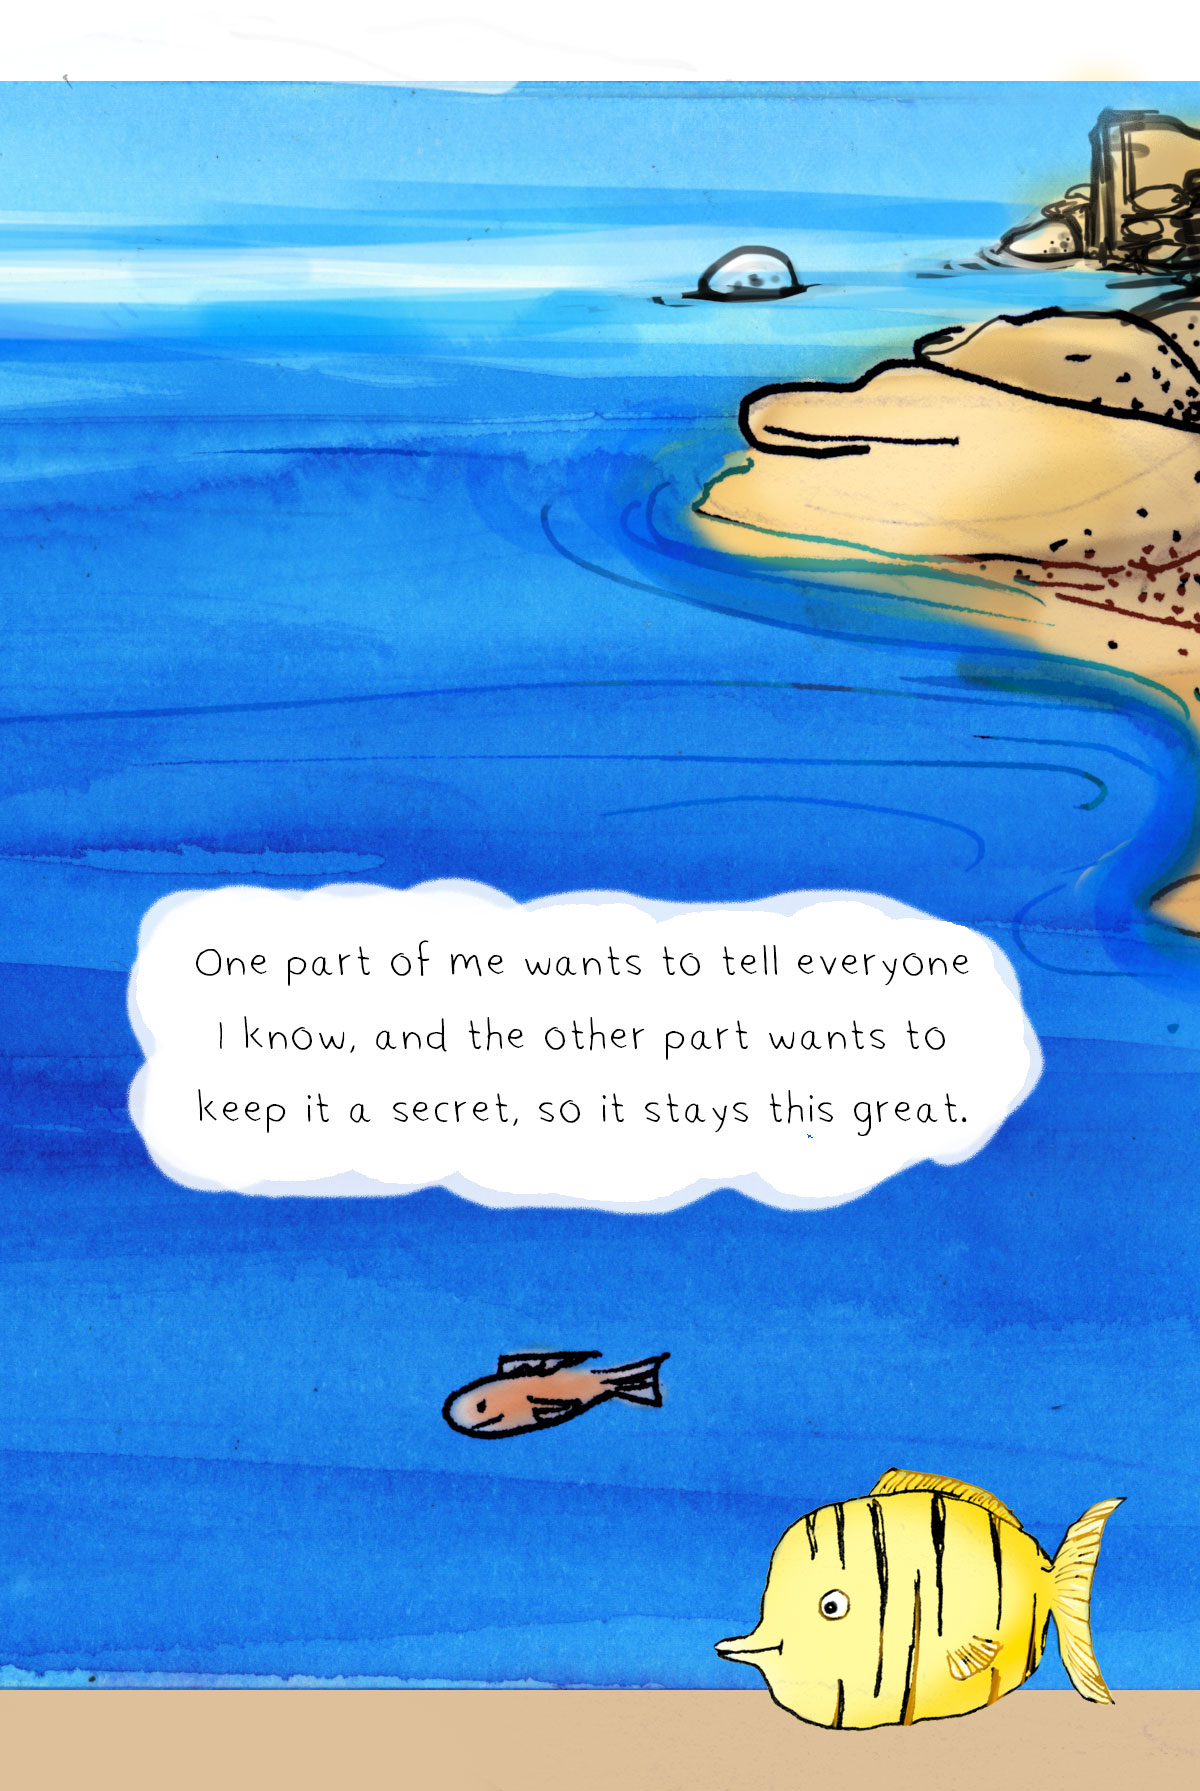 One part of me wants to tell everyone
I know, and the other part wants to
keep it a secret, so it stays this great.